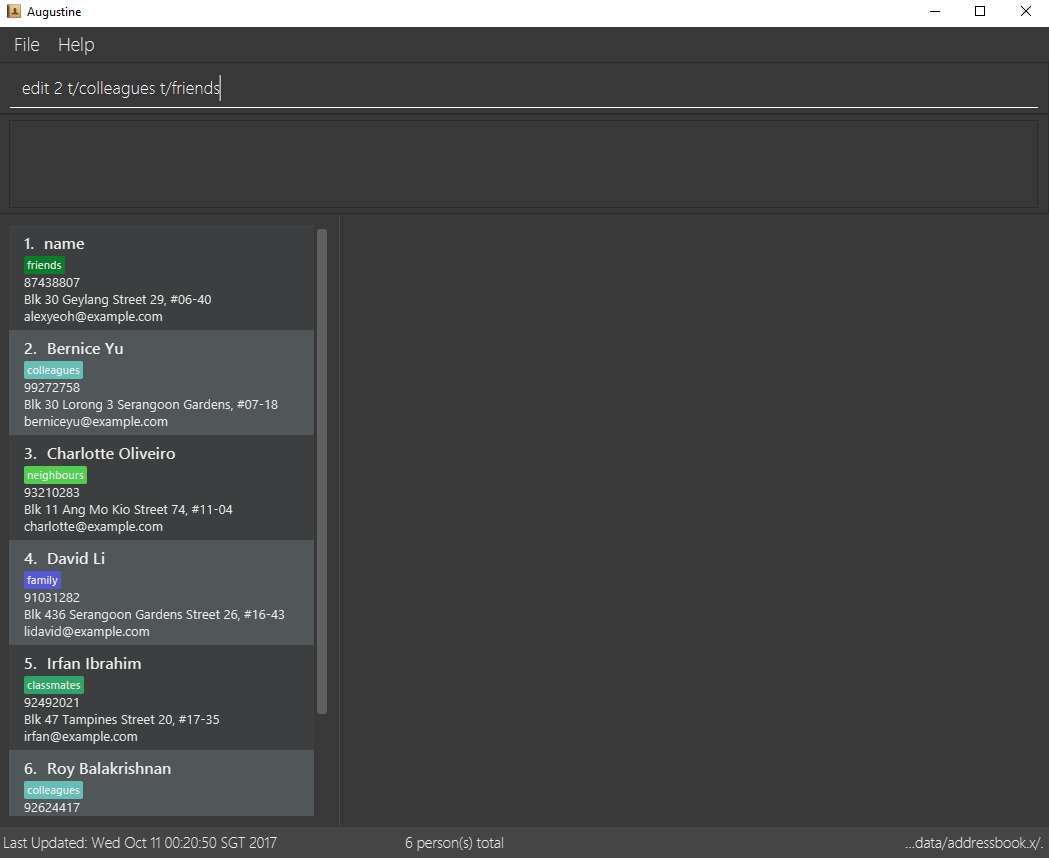 Augustine
File Help
edit 2 t/colleagues t/friends
1. name
friends
87438807
Blk 30 Geylang Street 29, #06-40
alexyeoh@example.com
2. Bernice Yu
colleagues
99272758
Blk 30 Lorong 3 Serangoon Gardens, #07-18
berniceyu@example.com
3. Charlotte Oliveiro
neighbours
93210283
Blk 11 Ang Mo Kio Street 74, #11-04
charlotte@example.com
4. David Li
family
91031282
Blk 436 Serangoon Gardens Street 26, #16-43
lidavid@example.com
5. Irfan Ibrahim
classmates
92492021
Blk 47 Tampines Street 20, #17-35
irfan@example.com
6. Roy Balakrishnan
colleagues
92624417
Last Updated: Wed Oct 11 00:20:50 SGT 2017 6 person(s) total ...data/addressbook.x/.